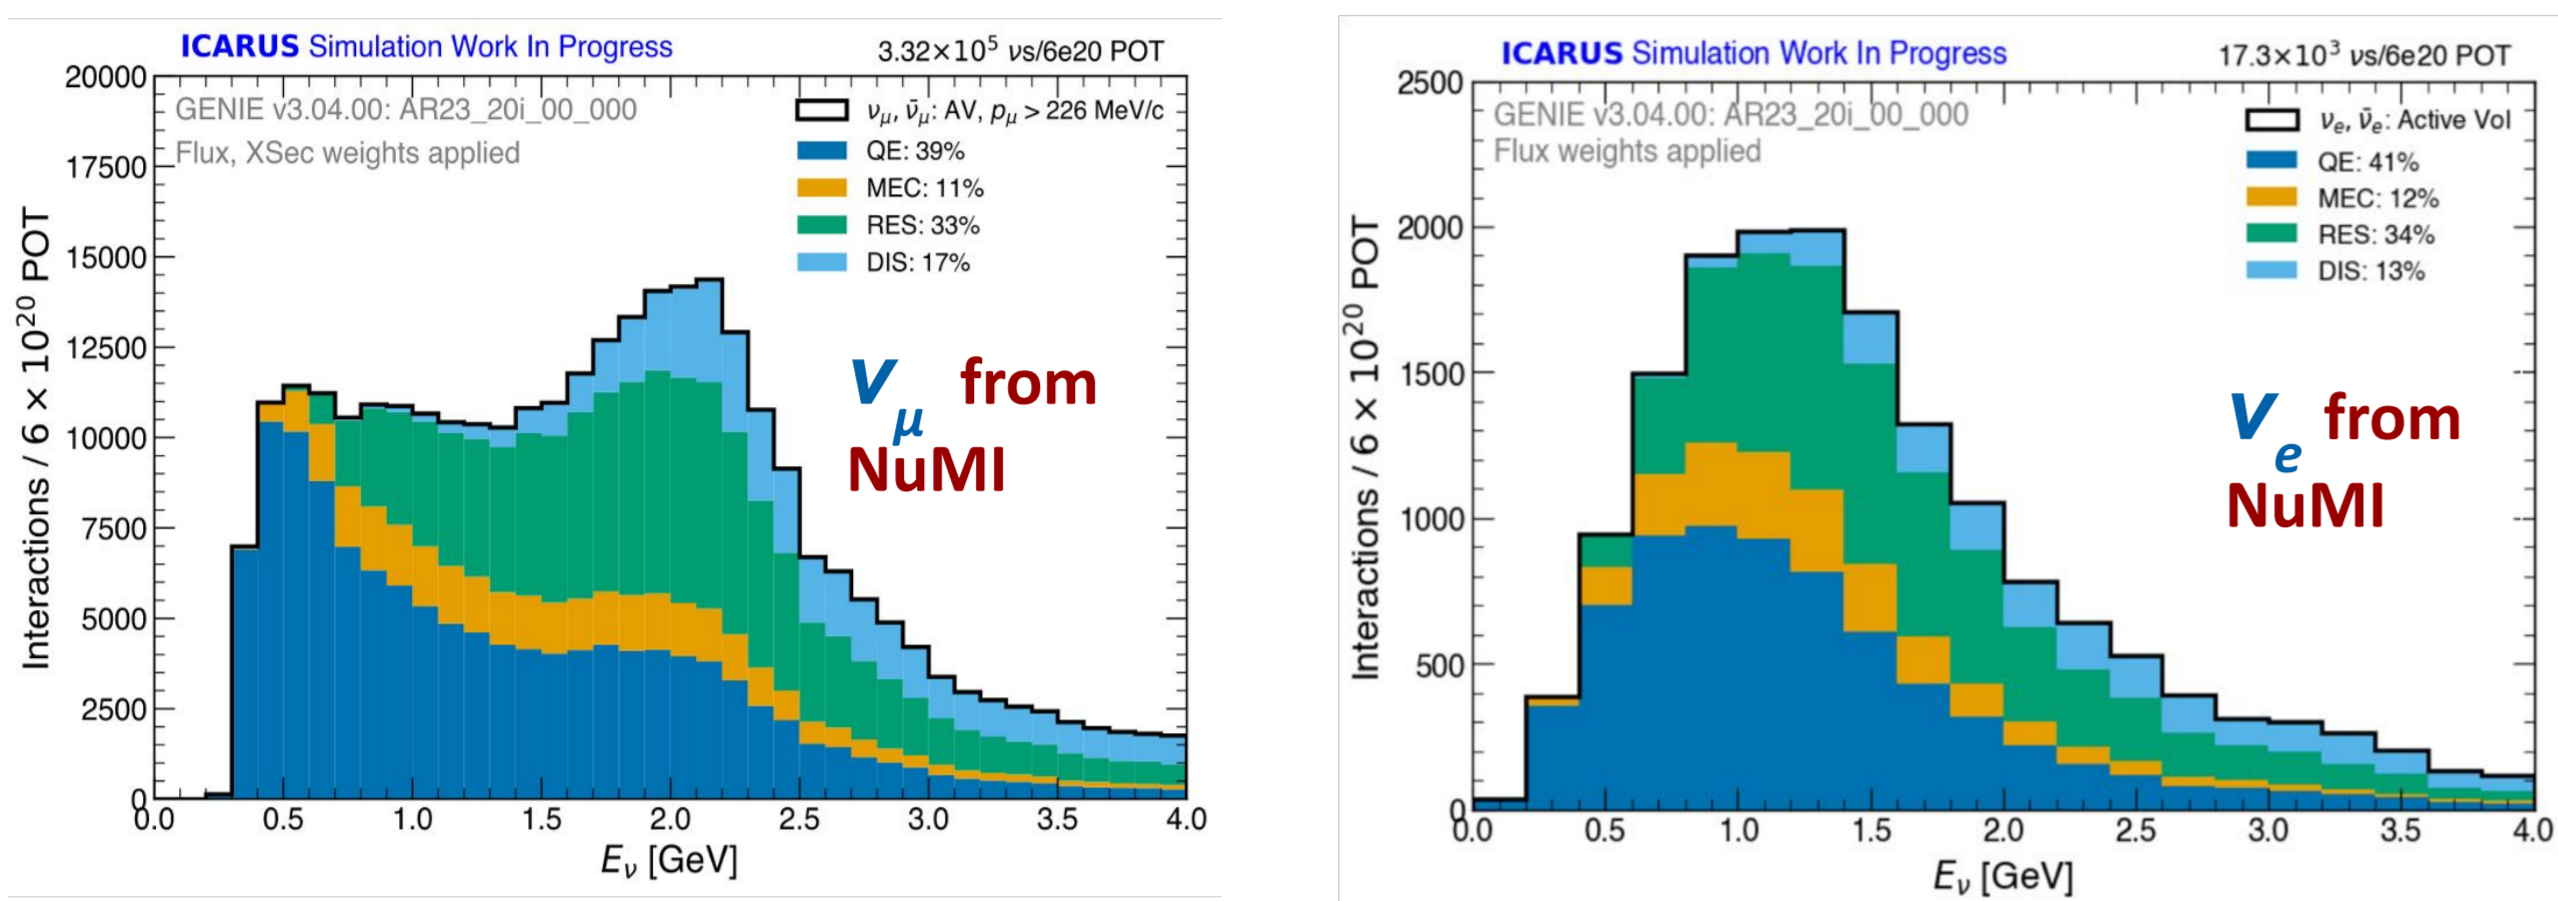 ICARUS Simulation Work In Progress 3.32×10⁵ νs/6e20 POT
GENIE v3.04.00: AR23_20i_00_000
Flux, XSec weights applied
νμ, ν̄μ: AV, pμ > 226 MeV/c
QE: 39%
MEC: 11%
RES: 33%
DIS: 17%
Interactions / 6 × 10²⁰ POT
20000
17500
15000
12500
10000
7500
5000
2500
0
νμ from
NuMI
0.0 0.5 1.0 1.5 2.0 2.5 3.0 3.5 4.0
Eν [GeV]
ICARUS Simulation Work In Progress 17.3×10³ νs/6e20 POT
GENIE v3.04.00: AR23_20i_00_000
Flux weights applied
νe, ν̄e: Active Vol
QE: 41%
MEC: 12%
RES: 34%
DIS: 13%
Interactions / 6 × 10²⁰ POT
2500
2000
1500
1000
500
0
νe from
NuMI
0.0 0.5 1.0 1.5 2.0 2.5 3.0 3.5 4.0
Eν [GeV]